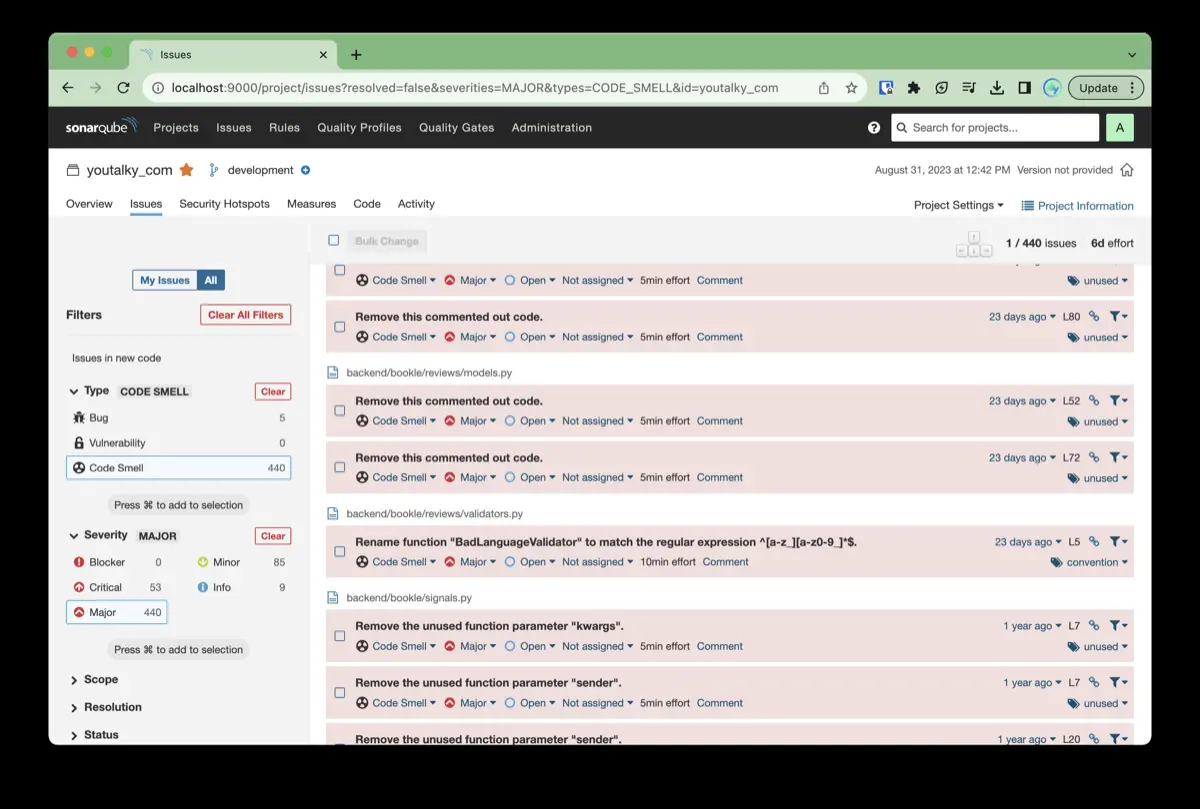 Issues
localhost:9000/project/issues?resolved=false&severities=MAJOR&types=CODE_SMELL&id=youtalky_com
Update
sonarqube Projects Issues Rules Quality Profiles Quality Gates Administration
? Search for projects... A
youtalky_com development
August 31, 2023 at 12:42 PM Version not provided
Overview Issues Security Hotspots Measures Code Activity
Project Settings Project Information
Bulk Change
1 / 440 issues 6d effort
My Issues All
Filters Clear All Filters
Issues in new code
Type CODE SMELL Clear
Bug 5
Vulnerability 0
Code Smell 440
Press ⌘ to add to selection
Severity MAJOR Clear
Blocker 0 Minor 85
Critical 53 Info 9
Major 440
Press ⌘ to add to selection
Scope
Resolution
Status
Code Smell Major Open Not assigned 5min effort Comment unused
Remove this commented out code. 23 days ago L80
Code Smell Major Open Not assigned 5min effort Comment unused
backend/bookle/reviews/models.py
Remove this commented out code. 23 days ago L52
Code Smell Major Open Not assigned 5min effort Comment unused
Remove this commented out code. 23 days ago L72
Code Smell Major Open Not assigned 5min effort Comment unused
backend/bookle/reviews/validators.py
Rename function "BadLanguageValidator" to match the regular expression ^[a-z_][a-z0-9_]*$. 23 days ago L5
Code Smell Major Open Not assigned 10min effort Comment convention
backend/bookle/signals.py
Remove the unused function parameter "kwargs". 1 year ago L7
Code Smell Major Open Not assigned 5min effort Comment unused
Remove the unused function parameter "sender". 1 year ago L7
Code Smell Major Open Not assigned 5min effort Comment unused
Remove the unused function parameter "sender". 1 year ago L20